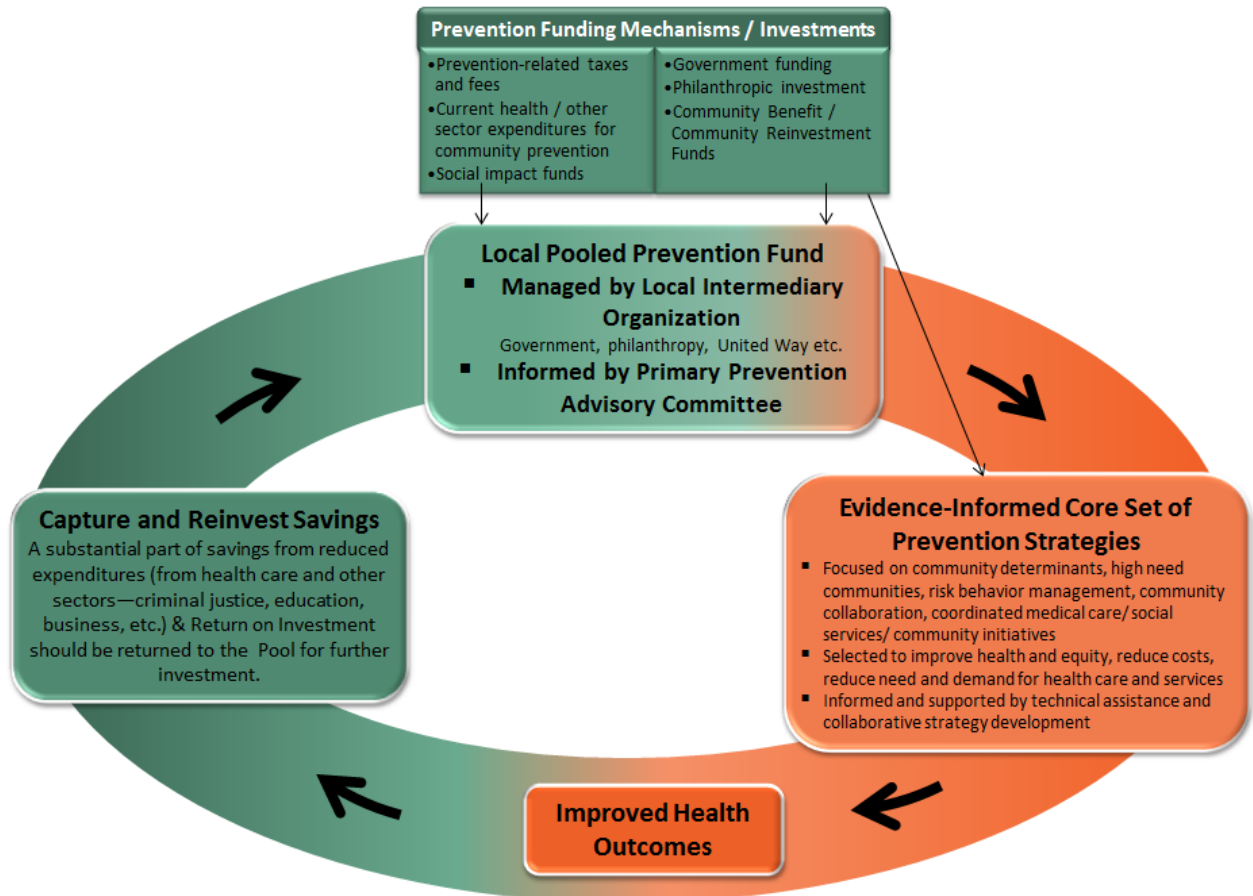 Prevention Funding Mechanisms / Investments
•Prevention-related taxes
and fees
•Current health / other
sector expenditures for
community prevention
•Social impact funds
•Government funding
•Philanthropic investment
•Community Benefit /
Community Reinvestment
Funds
Local Pooled Prevention Fund
▪ Managed by Local Intermediary
Organization
Government, philanthropy, United Way etc.
▪ Informed by Primary Prevention
Advisory Committee
Evidence-Informed Core Set of
Prevention Strategies
▪ Focused on community determinants, high need
communities, risk behavior management, community
collaboration, coordinated medical care/ social
services/ community initiatives
▪ Selected to improve health and equity, reduce costs,
reduce need and demand for health care and services
▪ Informed and supported by technical assistance and
collaborative strategy development
Improved Health
Outcomes
Capture and Reinvest Savings
A substantial part of savings from reduced
expenditures (from health care and other
sectors—criminal justice, education,
business, etc.) & Return on Investment
should be returned to the Pool for further
investment.